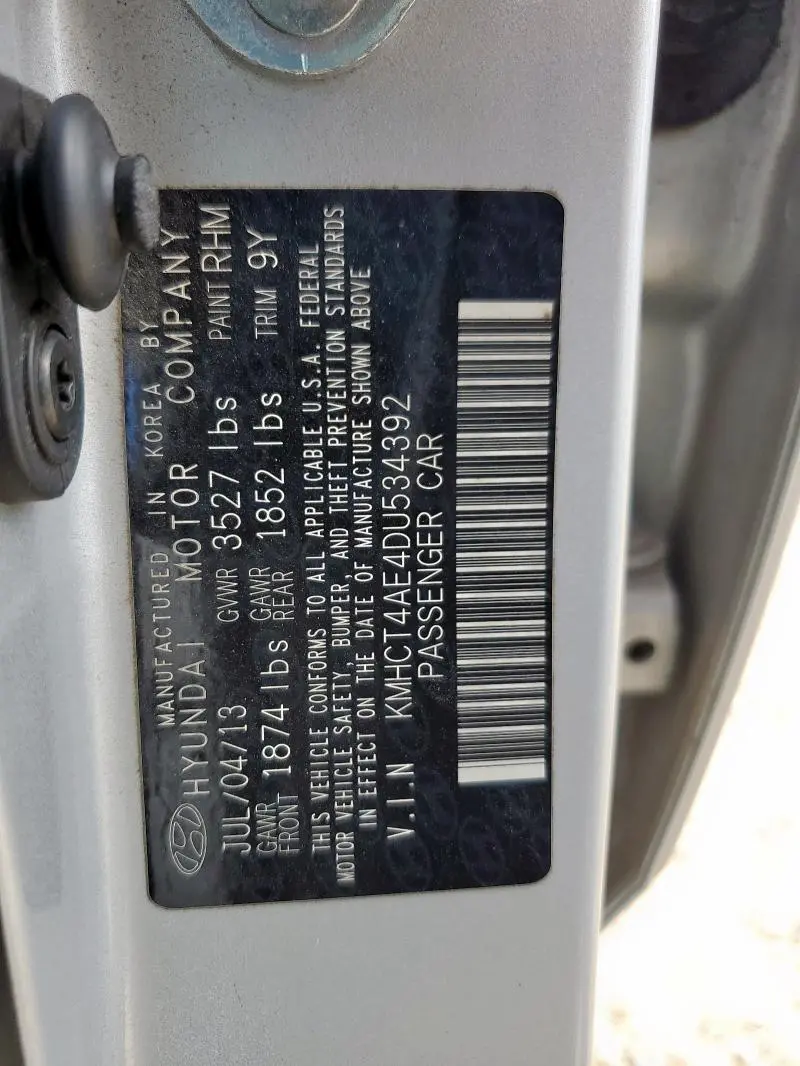 MANUFACTURED IN KOREA BY
HYUNDAI MOTOR COMPANY
JUL/04/13 GVWR 3527 lbs PAINT RHM
GAWR FRONT 1874 lbs GAWR REAR 1852 lbs TRIM 9Y
THIS VEHICLE CONFORMS TO ALL APPLICABLE U.S.A. FEDERAL
MOTOR VEHICLE SAFETY, BUMPER, AND THEFT PREVENTION STANDARDS
IN EFFECT ON THE DATE OF MANUFACTURE SHOWN ABOVE
V.I.N KMHCT4AE4DU534392
PASSENGER CAR